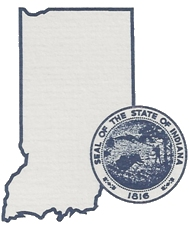 SEAL OF THE STATE OF INDIANA
1816